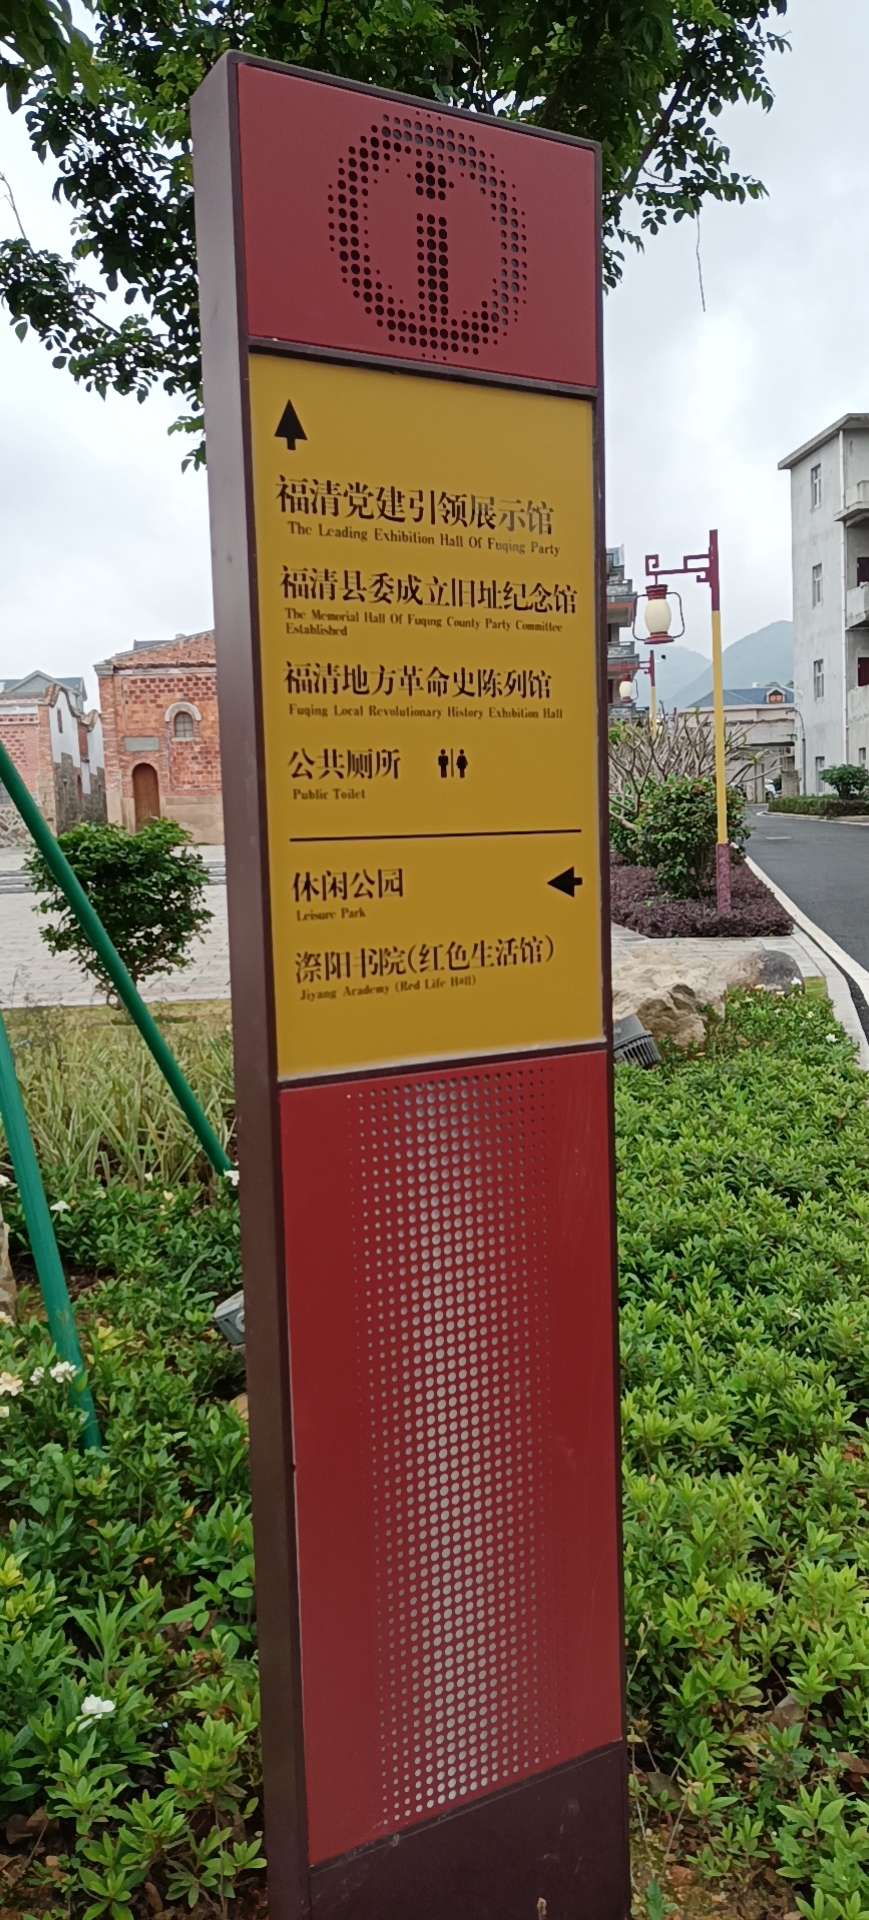 福清党建引领展示馆
The Leading Exhibition Hall Of Fuqing Party
福清县委成立旧址纪念馆
The Memorial Hall Of Fuqing County Party Committee
Established
福清地方革命史陈列馆
Fuqing Local Revolutionary History Exhibition Hall
公共厕所
Public Toilet
休闲公园
Leisure Park
漈阳书院(红色生活馆)
Jiyang Academy (Red Life Hall)